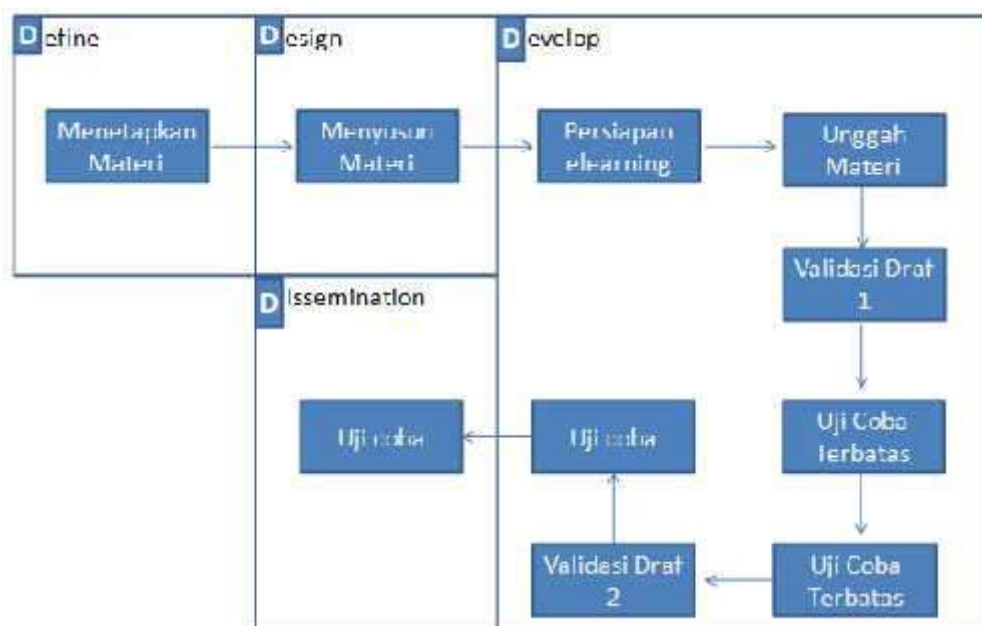 Define
Design
Develop
Menetapkan
Materi
Menyusun
Materi
Persiapan
elearning
Unggah
Materi
Validasi Draf
1
Dissemination
Uji Coba
Terbatas
Uji coba
Uji coba
Validasi Draf
2
Uji Coba
Terbatas